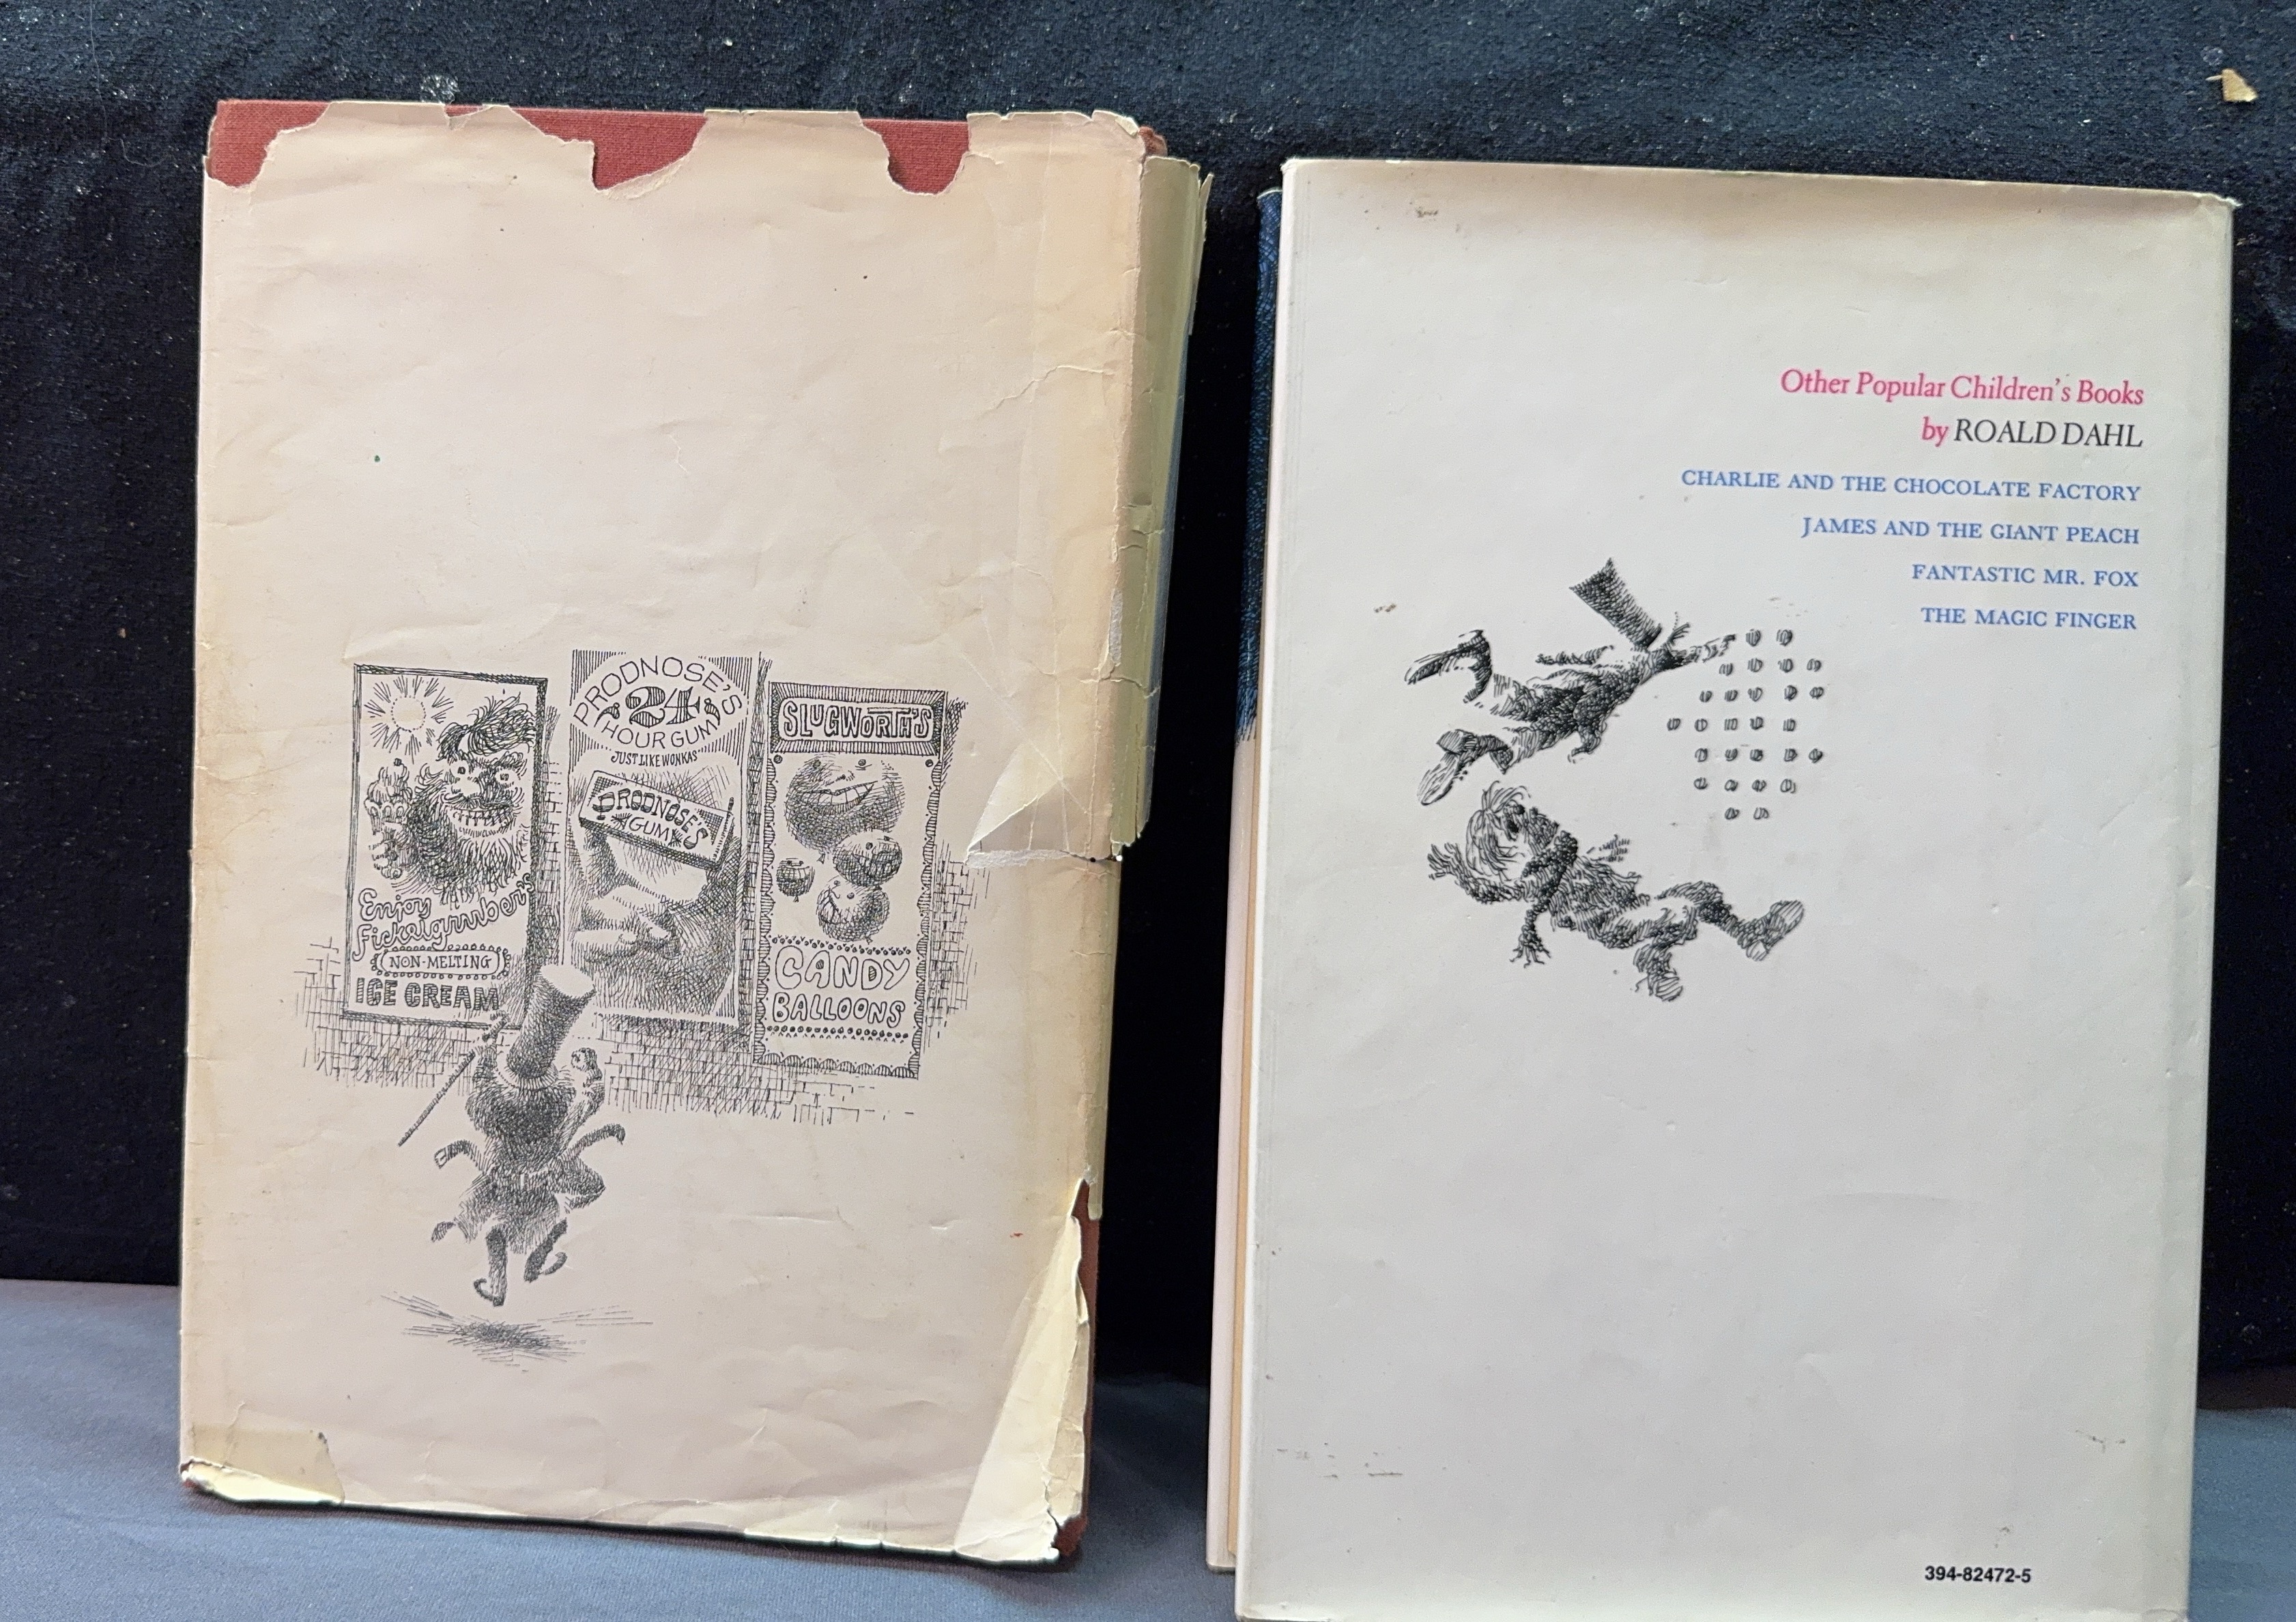 PRODNOSE'S
24
HOUR GUM
JUST LIKE WONKAS
PRODNOSE'S
GUM
Enjoy
Fickelgruber's
NON-MELTING
ICE CREAM
SLUGWORTH'S
CANDY
BALLOONS
Other Popular Children's Books
by ROALD DAHL
CHARLIE AND THE CHOCOLATE FACTORY
JAMES AND THE GIANT PEACH
FANTASTIC MR. FOX
THE MAGIC FINGER
394-82472-5